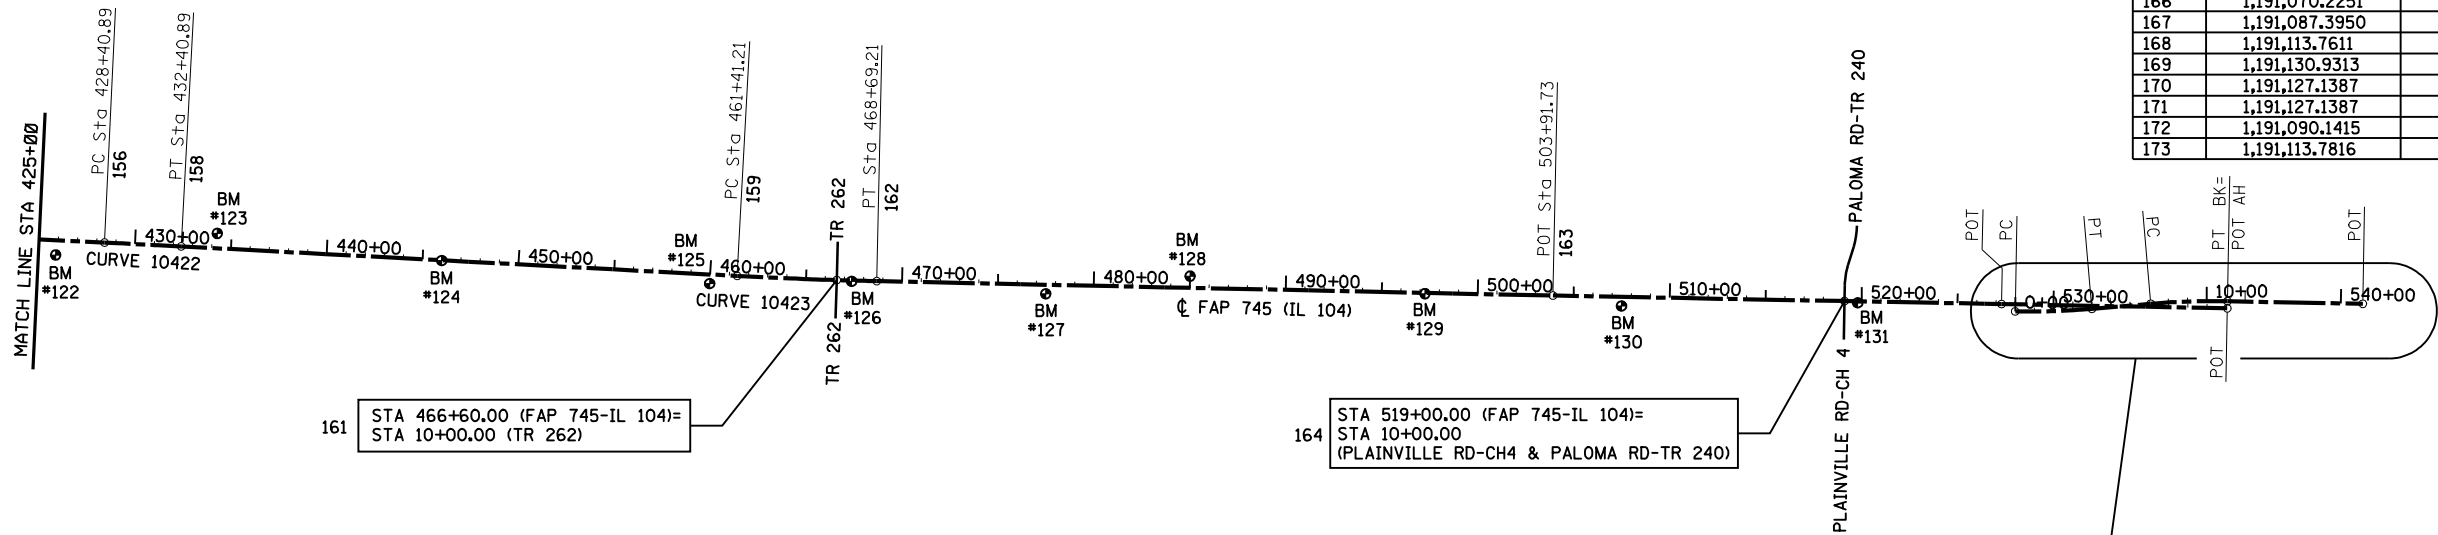 166 1,191,070.2251
167 1,191,087.3950
168 1,191,113.7611
169 1,191,130.9313
170 1,191,127.1387
171 1,191,127.1387
172 1,191,090.1415
173 1,191,113.7816
MATCH LINE STA 425+00
PC Sta 428+40.89
156
PT Sta 432+40.89
158
BM
#123
BM
#122
430+00
CURVE 10422
440+00
BM
#124
450+00
BM
#125
460+00
CURVE 10423
PC Sta 461+41.21
159
TR 262
TR 262
PT Sta 468+69.21
162
BM
#126
470+00
BM
#127
480+00
BM
#128
℄ FAP 745 (IL 104)
490+00
BM
#129
500+00
POT Sta 503+91.73
163
BM
#130
510+00
PALOMA RD-TR 240
PLAINVILLE RD-CH 4
520+00
BM
#131
POT
PC
PT
PC
PT BK=
POT AH
POT
0+00
530+00
10+00
540+00
POT
161
STA 466+60.00 (FAP 745-IL 104)=
STA 10+00.00 (TR 262)
164
STA 519+00.00 (FAP 745-IL 104)=
STA 10+00.00
(PLAINVILLE RD-CH4 & PALOMA RD-TR 240)